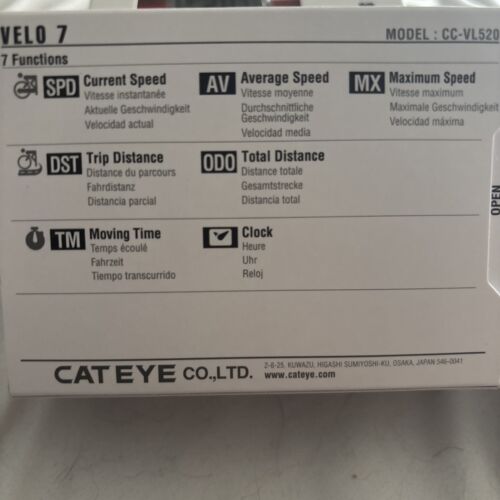 VELO 7
MODEL : CC-VL520
7 Functions
SPD Current Speed
Vitesse instantanée
Aktuelle Geschwindigkeit
Velocidad actual
AV Average Speed
Vitesse moyenne
Durchschnittliche
Geschwindigkeit
Velocidad media
MX Maximum Speed
Vitesse maximum
Maximale Geschwindigkeit
Velocidad máxima
DST Trip Distance
Distance du parcours
Fahrdistanz
Distancia parcial
ODO Total Distance
Distance totale
Gesamtstrecke
Distancia total
OPEN
TM Moving Time
Temps écoulé
Fahrzeit
Tiempo transcurrido
Clock
Heure
Uhr
Reloj
CATEYE CO.,LTD.
2-8-25, KUWAZU, HIGASHI SUMIYOSHI-KU, OSAKA, JAPAN 546-0041
www.cateye.com